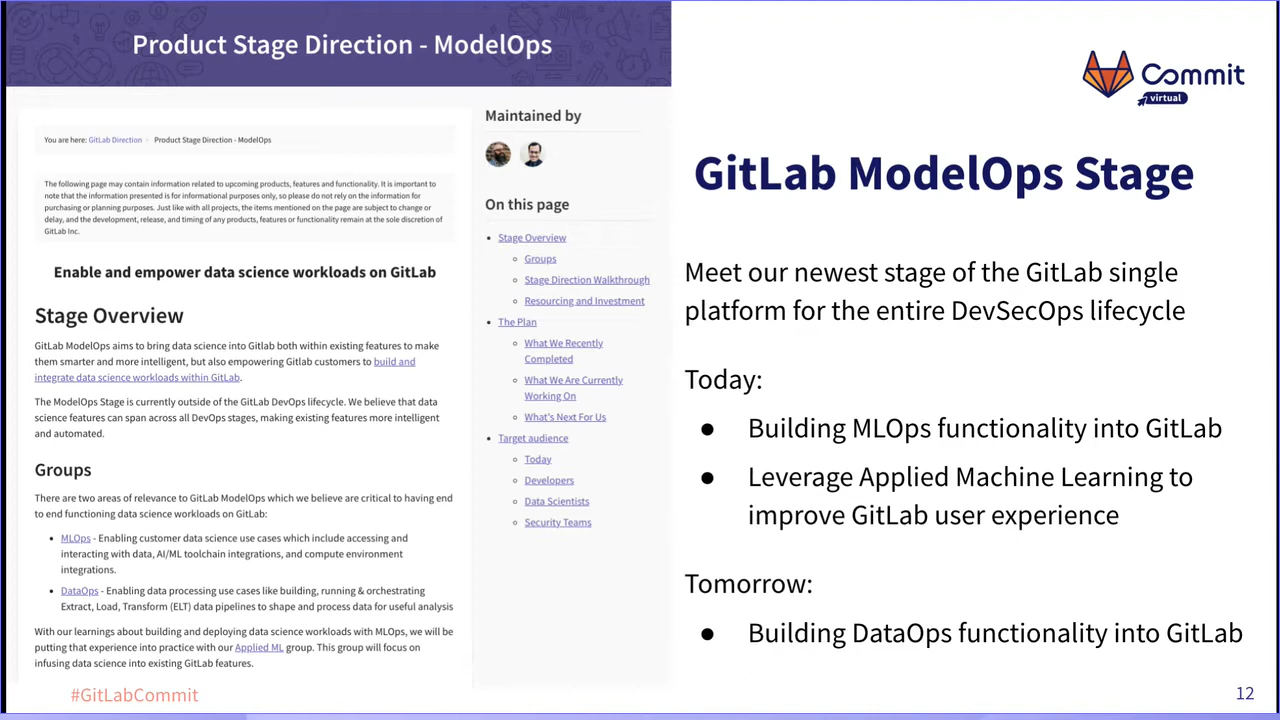 Product Stage Direction - ModelOps
You are here: GitLab Direction - Product Stage Direction - ModelOps
The following page may contain information related to upcoming products, features and functionality. It is important to
note that the information presented is for informational purposes only, so please do not rely on the information for
purchasing or planning purposes. Just like with all projects, the items mentioned on the page are subject to change or
delay, and the development, release, and timing of any products, features or functionality remain at the sole discretion of
GitLab Inc.
Enable and empower data science workloads on GitLab
Stage Overview
GitLab ModelOps aims to bring data science into GitLab both within existing features to make
them smarter and more intelligent, but also empowering Gitlab customers to build and
integrate data science workloads within GitLab.
The ModelOps Stage is currently outside of the GitLab DevOps lifecycle. We believe that data
science features can span across all DevOps stages, making existing features more intelligent
and automated.
Groups
There are two areas of relevance to GitLab ModelOps which we believe are critical to having end
to end functioning data science workloads on GitLab:
• MLOps - Enabling customer data science use cases which include accessing and
interacting with data, AI/ML toolchain integrations, and compute environment
integrations.
• DataOps - Enabling data processing use cases like building, running & orchestrating
Extract, Load, Transform (ELT) data pipelines to shape and process data for useful analysis
With our learnings about building and deploying data science workloads with MLOps, we will be
putting that experience into practice with our Applied ML group. This group will focus on
infusing data science into existing GitLab features.
#GitLabCommit
Maintained by
On this page
• Stage Overview
◦ Groups
◦ Stage Direction Walkthrough
◦ Resourcing and Investment
• The Plan
◦ What We Recently
Completed
◦ What We Are Currently
Working On
◦ What's Next For Us
• Target audience
◦ Today
◦ Developers
◦ Data Scientists
◦ Security Teams
Commit
virtual
GitLab ModelOps Stage
Meet our newest stage of the GitLab single
platform for the entire DevSecOps lifecycle
Today:
● Building MLOps functionality into GitLab
● Leverage Applied Machine Learning to
improve GitLab user experience
Tomorrow:
● Building DataOps functionality into GitLab
12